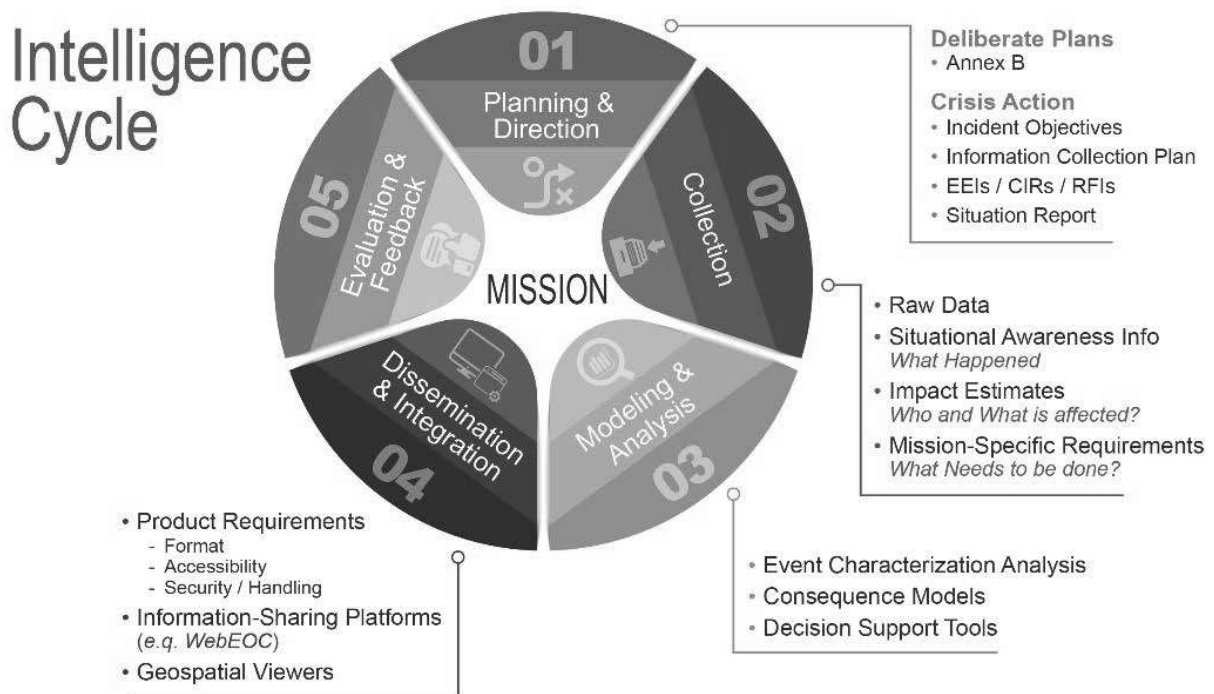 Intelligence
Cycle
01
Planning &
Direction
Deliberate Plans
• Annex B
Crisis Action
• Incident Objectives
• Information Collection Plan
• EEIs / CIRs / RFIs
• Situation Report
02
Collection
• Raw Data
• Situational Awareness Info
What Happened
• Impact Estimates
Who and What is affected?
• Mission-Specific Requirements
What Needs to be done?
03
Modeling &
Analysis
• Event Characterization Analysis
• Consequence Models
• Decision Support Tools
04
Dissemination
& Integration
• Product Requirements
- Format
- Accessibility
- Security / Handling
• Information-Sharing Platforms
(e.q. WebEOC)
• Geospatial Viewers
05
Evaluation &
Feedback
MISSION